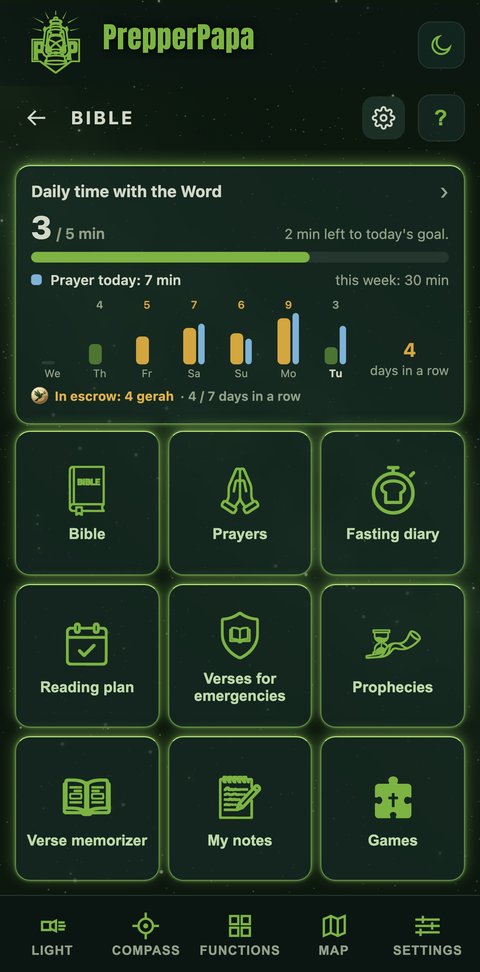 PrepperPapa
P P
BIBLE
?
Daily time with the Word
3 / 5 min
2 min left to today's goal.
Prayer today: 7 min
this week: 30 min
4 5 7 6 9 3
We Th Fr Sa Su Mo Tu
4
days in a row
In escrow: 4 gerah · 4 / 7 days in a row
BIBLE
Bible
Prayers
Fasting diary
Reading plan
Verses for
emergencies
Prophecies
Verse memorizer
My notes
Games
LIGHT
COMPASS
FUNCTIONS
MAP
SETTINGS